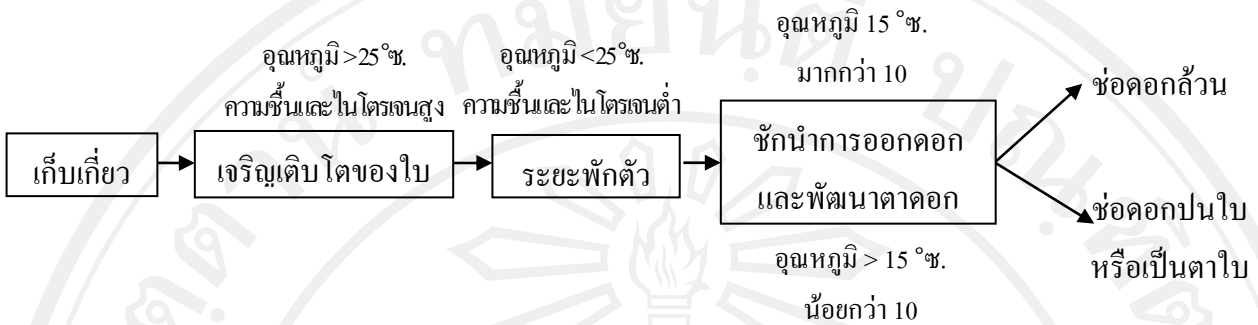 อุณหภูมิ >25 °ซ.
ความชื้นและไนโตรเจนสูง
อุณหภูมิ <25 °ซ.
ความชื้นและไนโตรเจนต่ำ
อุณหภูมิ 15 °ซ.
มากกว่า 10
เก็บเกี่ยว
เจริญเติบโตของใบ
ระยะพักตัว
ชักนำการออกดอก
และพัฒนาตาดอก
ช่อดอกล้วน
ช่อดอกปนใบ
หรือเป็นตาใบ
อุณหภูมิ > 15 °ซ.
น้อยกว่า 10